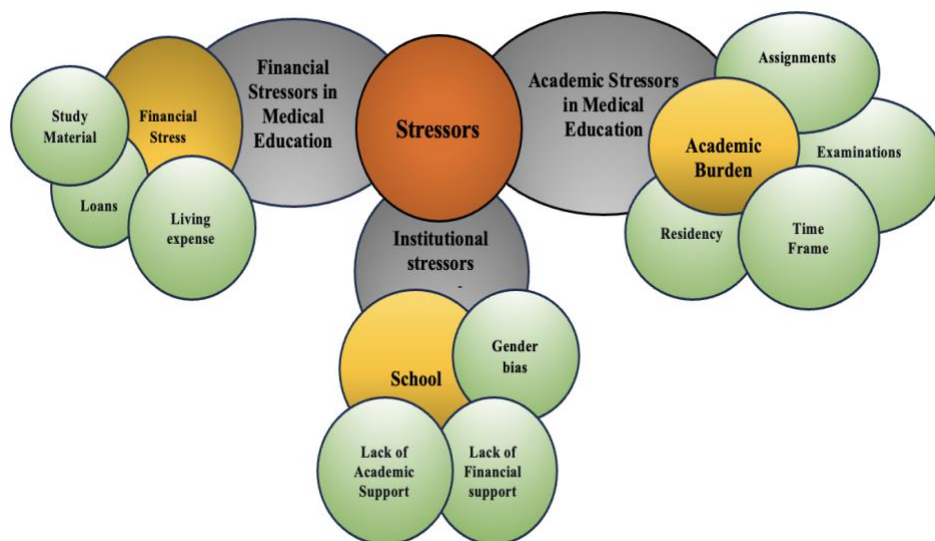 Stressors
Financial
Stressors in
Medical
Education
Financial
Stress
Study
Material
Loans
Living
expense
Academic Stressors
in Medical
Education
Academic
Burden
Assignments
Examinations
Residency
Time
Frame
Institutional
stressors
-
School
Gender
bias
Lack of
Academic
Support
Lack of
Financial
support